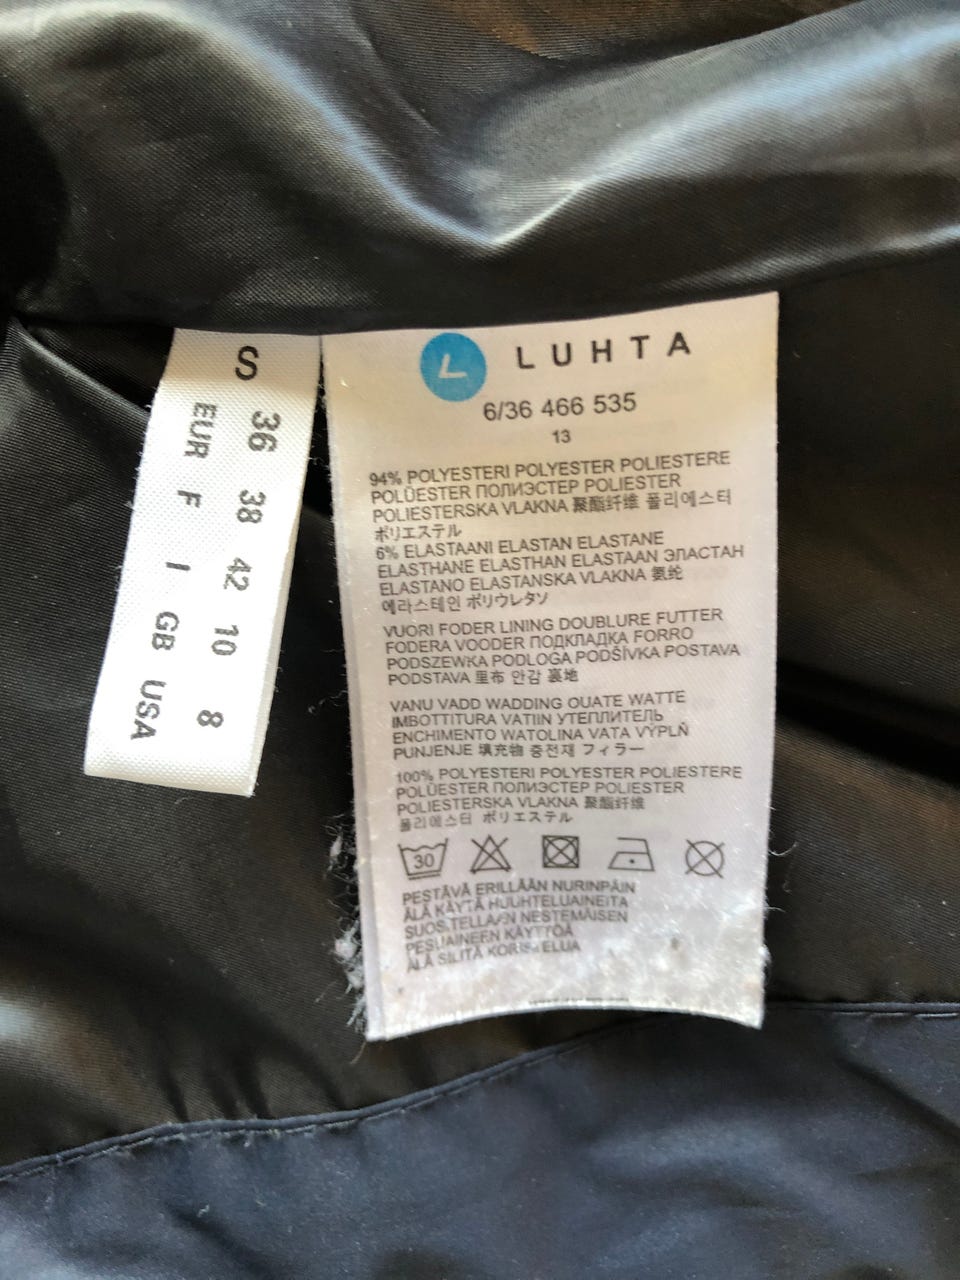 S
36 38 42 10 8
EUR F I GB USA
L LUHTA
6/36 466 535
13
94% POLYESTERI POLYESTER POLIESTERE
POLÜESTER ПОЛИЭСТЕР POLIESTER
POLIESTERSKA VLAKNA 聚酯纤维 폴리에스터
ポリエステル
6% ELASTAANI ELASTAN ELASTANE
ELASTHANE ELASTHAN ELASTAAN ЭЛАСТАН
ELASTANO ELASTANSKA VLAKNA 氨纶
에라스테인 ポリウレタン
VUORI FODER LINING DOUBLURE FUTTER
FODERA VOODER ПОДКЛАДКА FORRO
PODSZEWKA PODLOGA PODŠÍVKA POSTAVA
PODSTAVA 里布 안감 裏地
VANU VADD WADDING OUATE WATTE
IMBOTTITURA VATIIN УТЕПЛИТЕЛЬ
ENCHIMENTO WATOLINA VATA VÝPLŇ
PUNJENJE 填充物 충전재 フィラー
100% POLYESTERI POLYESTER POLIESTERE
POLÜESTER ПОЛИЭСТЕР POLIESTER
POLIESTERSKA VLAKNA 聚酯纤维
폴리에스터 ポリエステル
30
PESTÄVÄ ERILLÄÄN NURINPÄIN
ÄLÄ KÄYTÄ HUUHTELUAINEITA
SUOSITELLAAN NESTEMÄISEN
PESUAINEEN KÄYTTÖÄ
ÄLÄ SILITÄ KORISTELUA